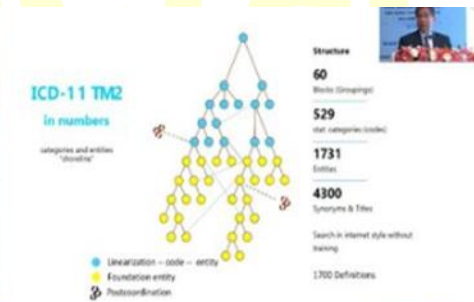 ICD-11 TM2
in numbers
categories and entities
"shoreline"
Structure
60
Blocks (Groupings)
529
stat. categories (codes)
1731
Entities
4300
Synonyms & Titles
Search in internet style without
training
1700 Definitions
Linearization – code – entity
Foundation entity
Postcoordination